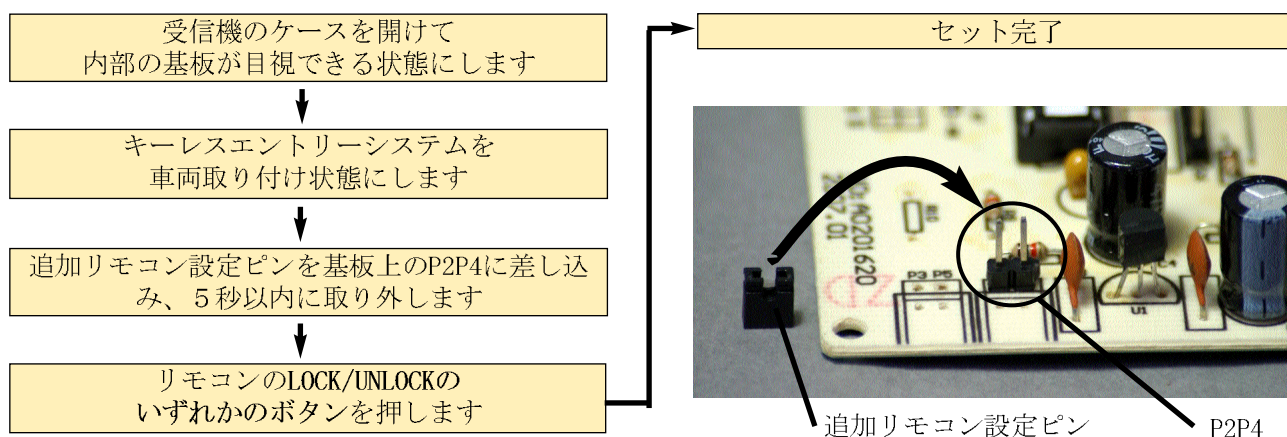 受信機のケースを開けて
内部の基板が目視できる状態にします
キーレスエントリーシステムを
車両取り付け状態にします
追加リモコン設定ピンを基板上のP2P4に差し込
み、５秒以内に取り外します
リモコンのLOCK/UNLOCKの
いずれかのボタンを押します
セット完了
R10
P3 P5
U1
追加リモコン設定ピン
P2P4